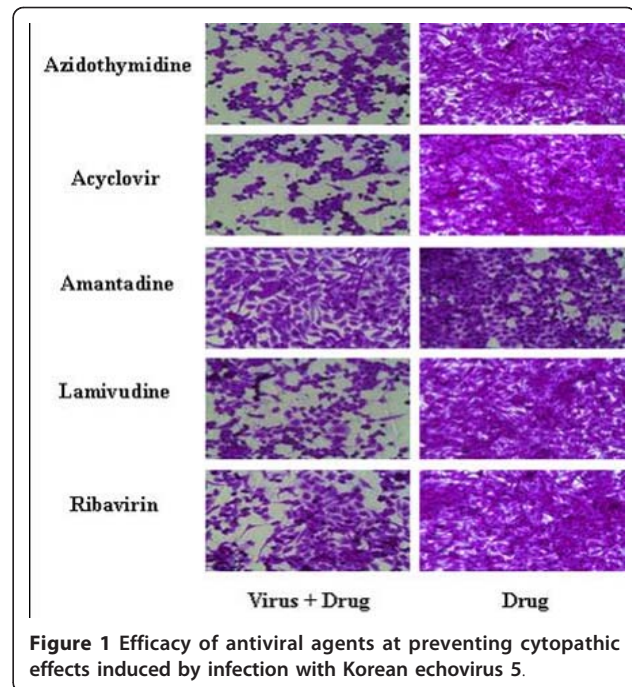 Azidothymidine
Acyclovir
Amantadine
Lamivudine
Ribavirin
Virus + Drug
Drug
Figure 1 Efficacy of antiviral agents at preventing cytopathic
effects induced by infection with Korean echovirus 5.